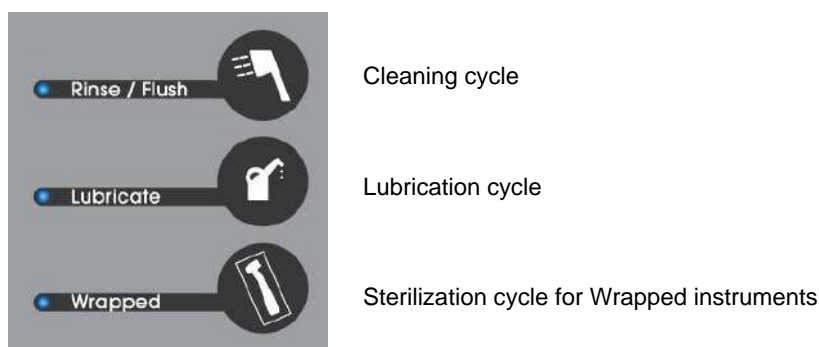 Rinse / Flush
Cleaning cycle
Lubricate
Lubrication cycle
Wrapped
Sterilization cycle for Wrapped instruments